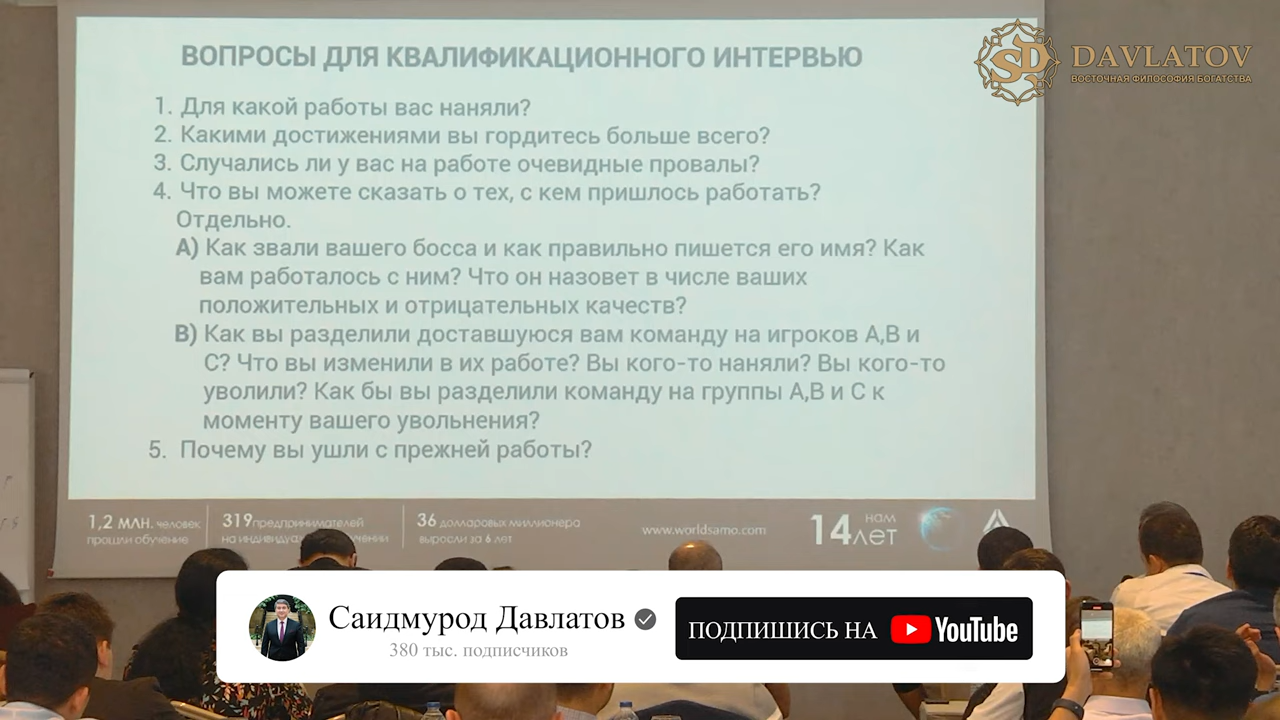 ВОПРОСЫ ДЛЯ КВАЛИФИКАЦИОННОГО ИНТЕРВЬЮ
DAVLATOV
ВОСТОЧНАЯ ФИЛОСОФИЯ БОГАТСТВА
1. Для какой работы вас наняли?
2. Какими достижениями вы гордитесь больше всего?
3. Случались ли у вас на работе очевидные провалы?
4. Что вы можете сказать о тех, с кем пришлось работать?
Отдельно.
А) Как звали вашего босса и как правильно пишется его имя? Как
вам работалось с ним? Что он назовет в числе ваших
положительных и отрицательных качеств?
В) Как вы разделили доставшуюся вам команду на игроков А,В и
С? Что вы изменили в их работе? Вы кого-то наняли? Вы кого-то
уволили? Как бы вы разделили команду на группы А,В и С к
моменту вашего увольнения?
5. Почему вы ушли с прежней работы?
1,2 МЛН. человек
прошли обучение
319 предпринимателей
на
36 долларовых миллионера
выросли за 6 лет
www.worldsamo.com
14 нам
лет
Саидмурод Давлатов
380 тыс. подписчиков
ПОДПИШИСЬ НА YouTube